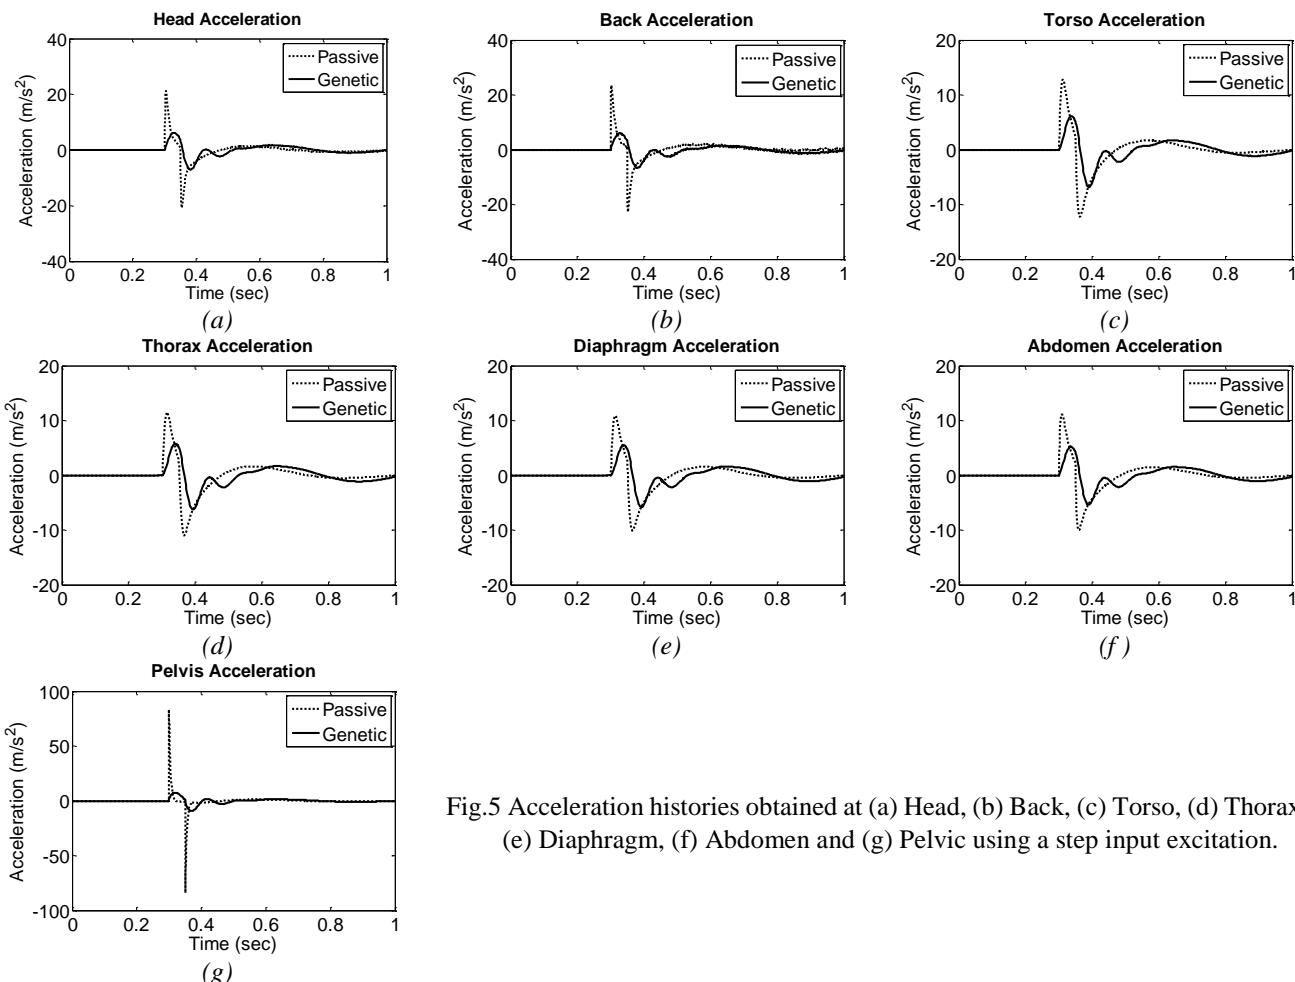 Head Acceleration
Acceleration (m/s²)
40
20
0
-20
-40
Passive
Genetic
0 0.2 0.4 0.6 0.8 1
Time (sec)
(a)
Back Acceleration
Acceleration (m/s²)
40
20
0
-20
-40
Passive
Genetic
0 0.2 0.4 0.6 0.8 1
Time (sec)
(b)
Torso Acceleration
Acceleration (m/s²)
20
10
0
-10
-20
Passive
Genetic
0 0.2 0.4 0.6 0.8 1
Time (sec)
(c)
Thorax Acceleration
Acceleration (m/s²)
20
10
0
-10
-20
Passive
Genetic
0 0.2 0.4 0.6 0.8 1
Time (sec)
(d)
Diaphragm Acceleration
Acceleration (m/s²)
20
10
0
-10
-20
Passive
Genetic
0 0.2 0.4 0.6 0.8 1
Time (sec)
(e)
Abdomen Acceleration
Acceleration (m/s²)
20
10
0
-10
-20
Passive
Genetic
0 0.2 0.4 0.6 0.8 1
Time (sec)
(f )
Pelvis Acceleration
Acceleration (m/s²)
100
50
0
-50
-100
Passive
Genetic
0 0.2 0.4 0.6 0.8 1
Time (sec)
(g)
Fig.5 Acceleration histories obtained at (a) Head, (b) Back, (c) Torso, (d) Thorax
(e) Diaphragm, (f) Abdomen and (g) Pelvic using a step input excitation.